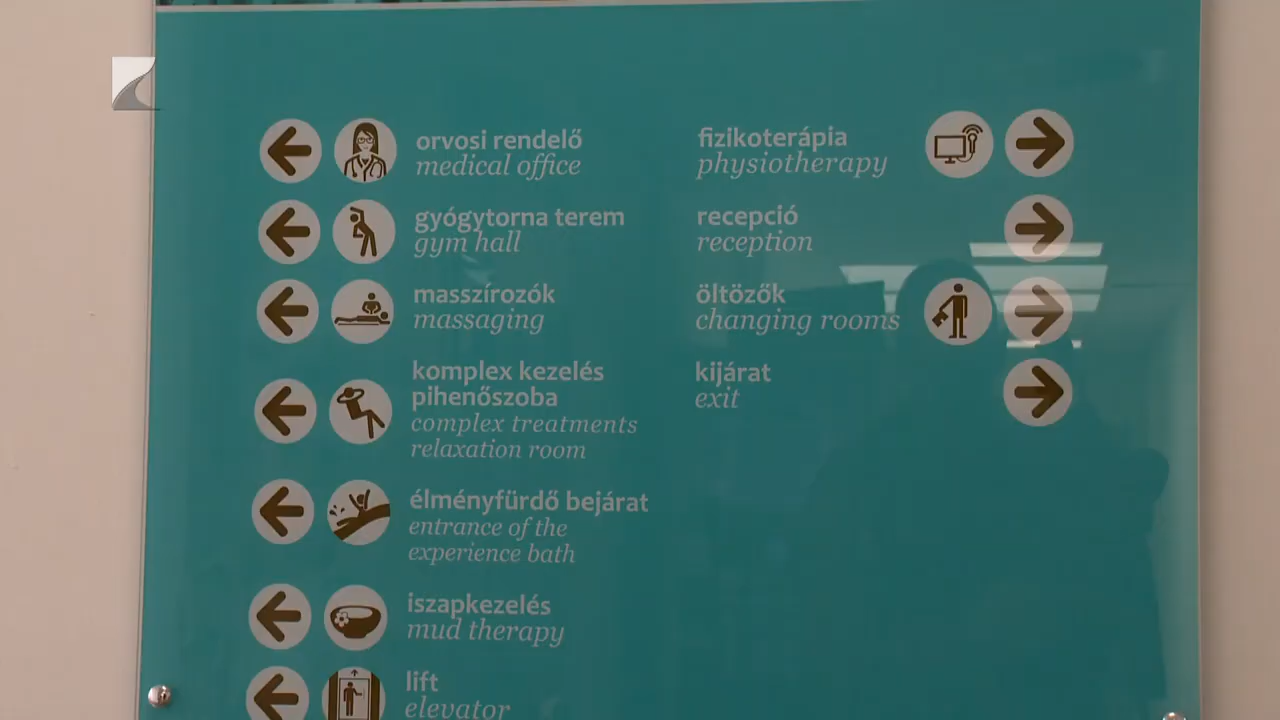 orvosi rendelő
medical office
gyógytorna terem
gym hall
masszírozók
massaging
komplex kezelés
pihenőszoba
complex treatments
relaxation room
élményfürdő bejárat
entrance of the
experience bath
iszapkezelés
mud therapy
lift
elevator
fizikoterápia
physiotherapy
recepció
reception
öltözők
changing rooms
kijárat
exit